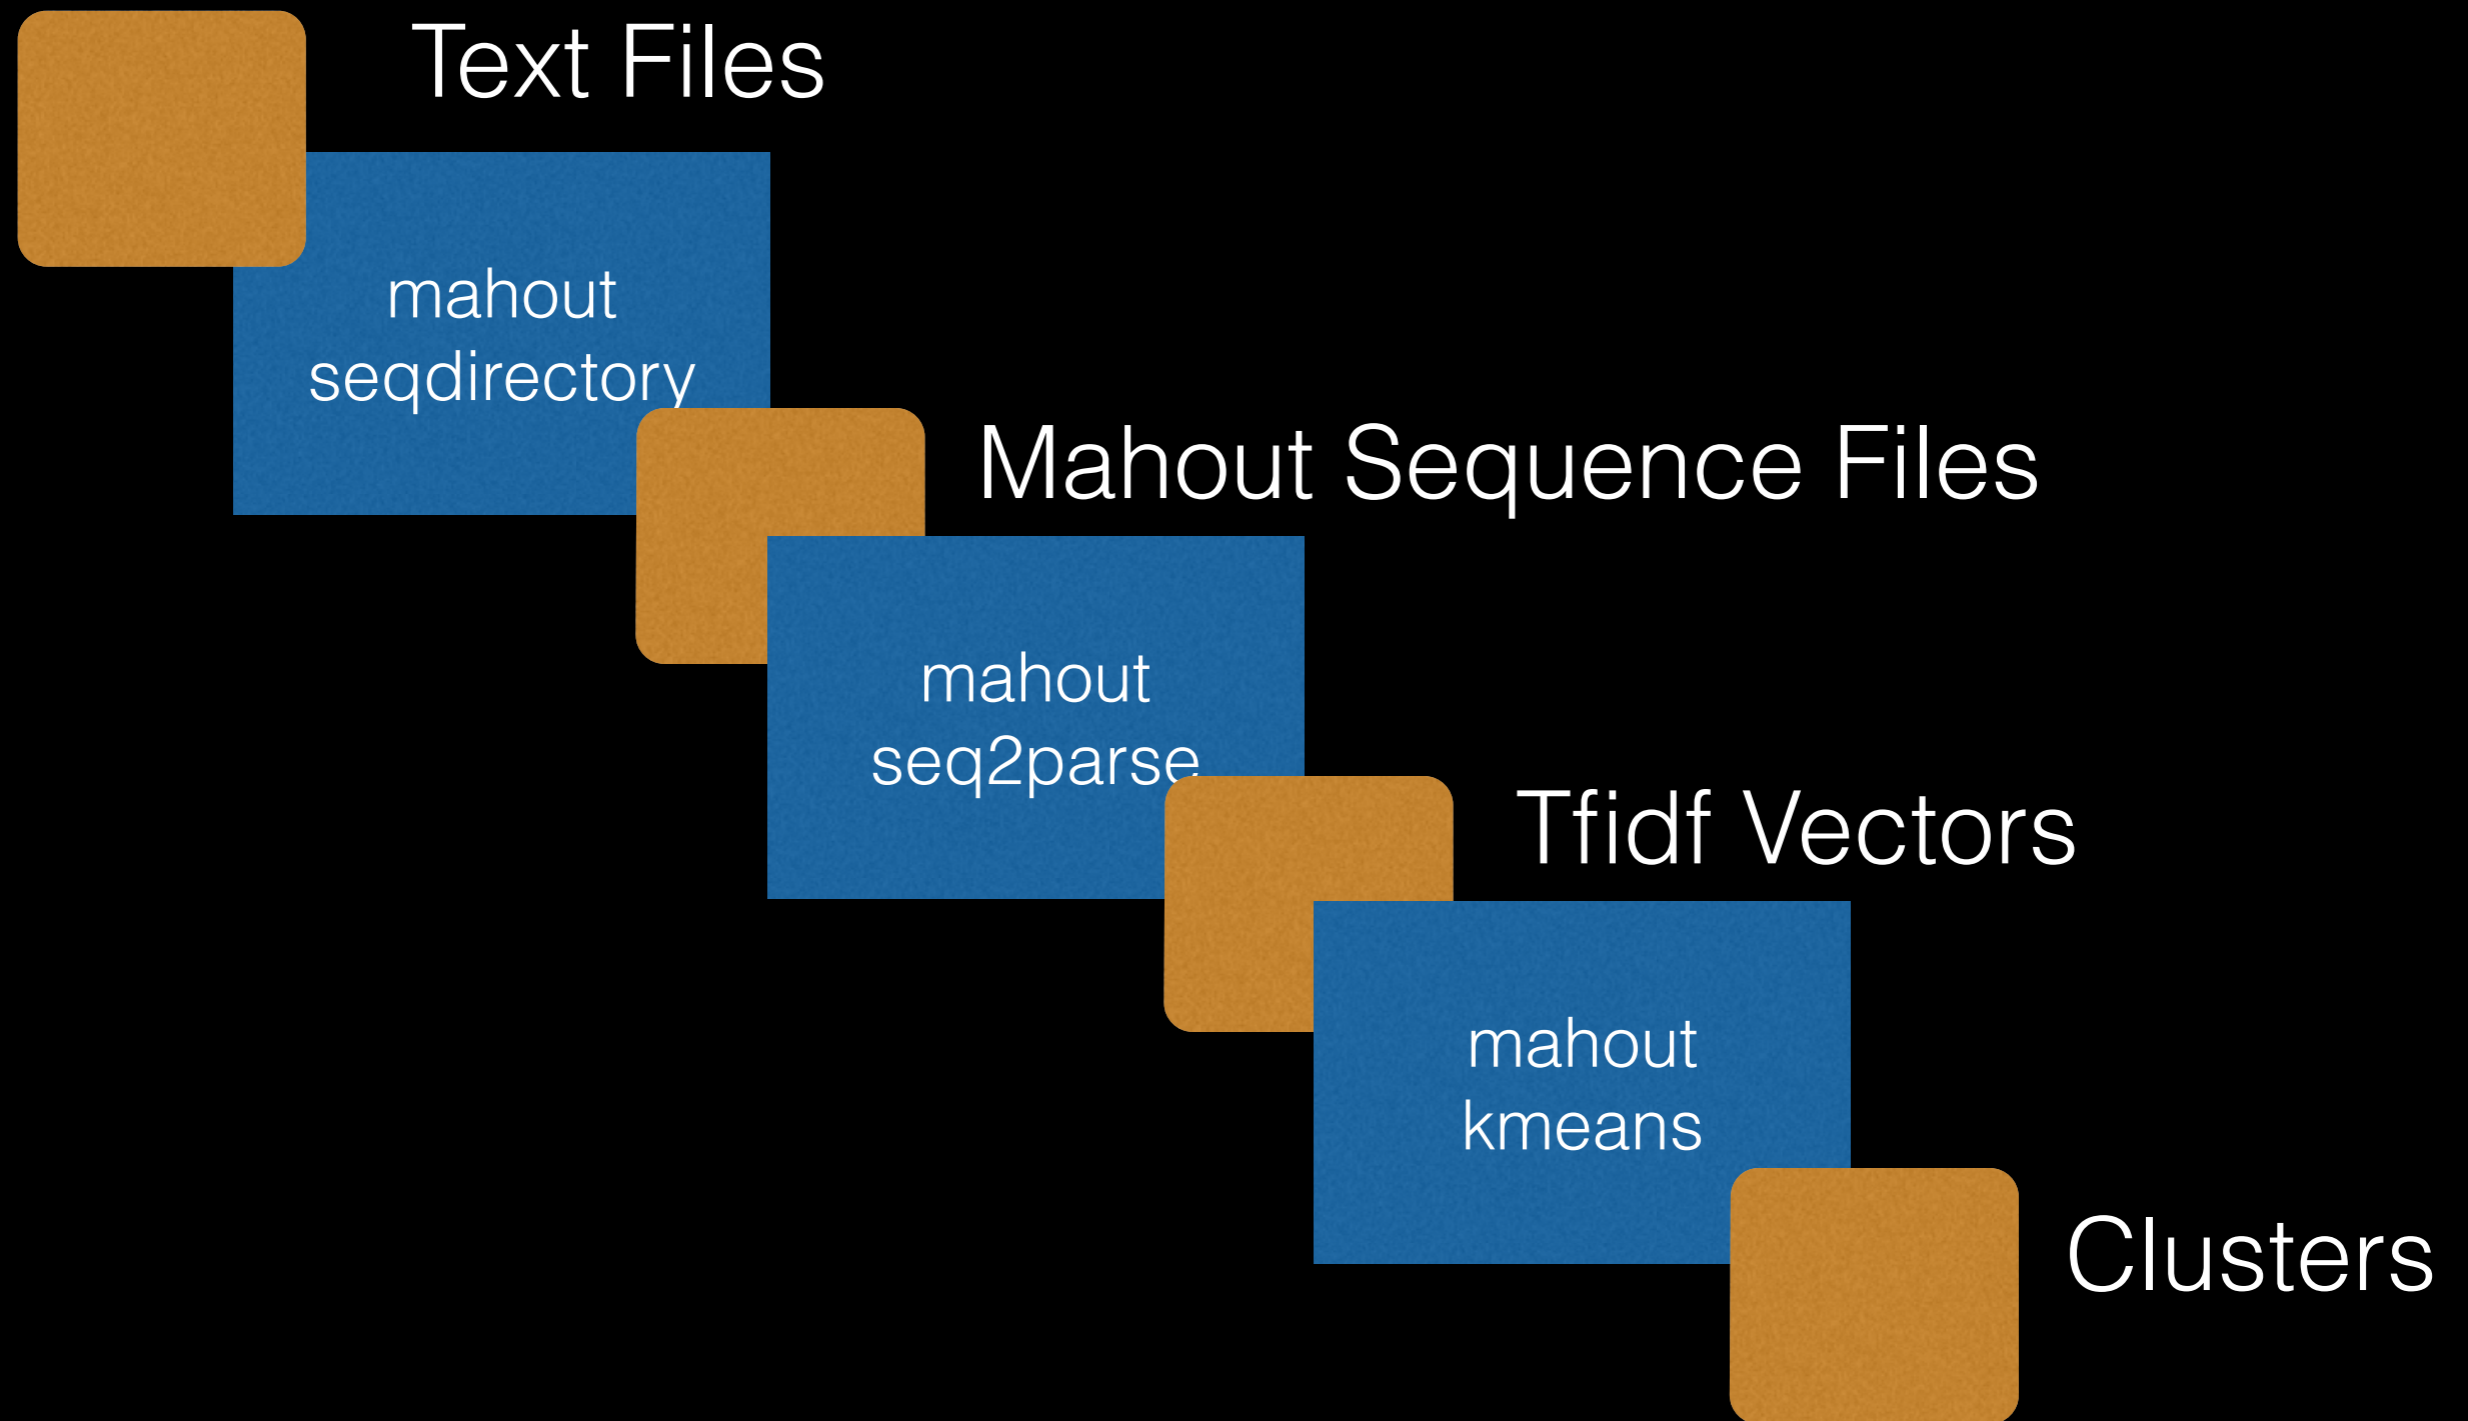 Text Files
mahout
seqdirectory
Mahout Sequence Files
mahout
seq2parse
Tfidf Vectors
mahout
kmeans
Clusters